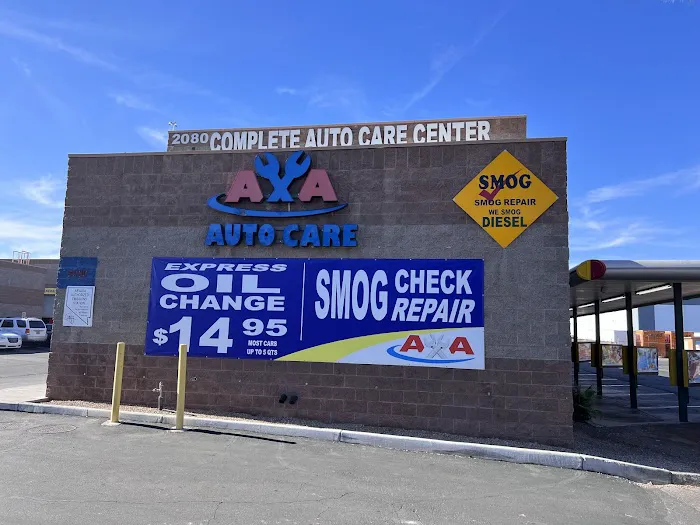 2080 COMPLETE AUTO CARE CENTER
AXA
AUTO CARE
SMOG
SMOG REPAIR
WE SMOG
DIESEL
EXPRESS
OIL
CHANGE
$14 95
MOST CARS
UP TO 5 QTS
SMOG CHECK
REPAIR
AXA